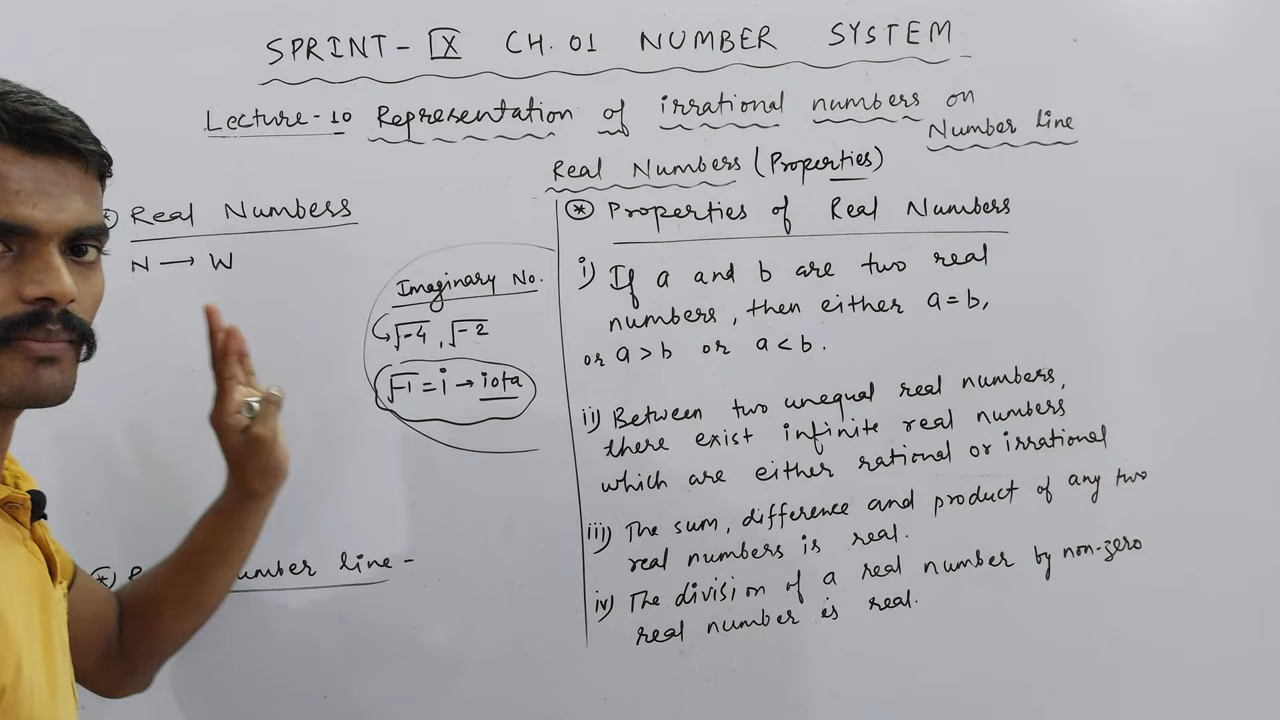 SPRINT-IX CH. 01 NUMBER SYSTEM
Lecture-10 Representation of irrational numbers on
Number line
Real Numbers (Properties)
* Real Numbers
N → W
Imaginary No.
√-4, √-2
√-1 = i → iota
* number line -
* Properties of Real Numbers
i) If a and b are two real
numbers, then either a = b,
or a > b or a < b.
ii) Between two unequal real numbers,
there exist infinite real numbers
which are either rational or irrational
iii) The sum, difference and product of any two
real numbers is real.
iv) The division of a real number by non-zero
real number is real.